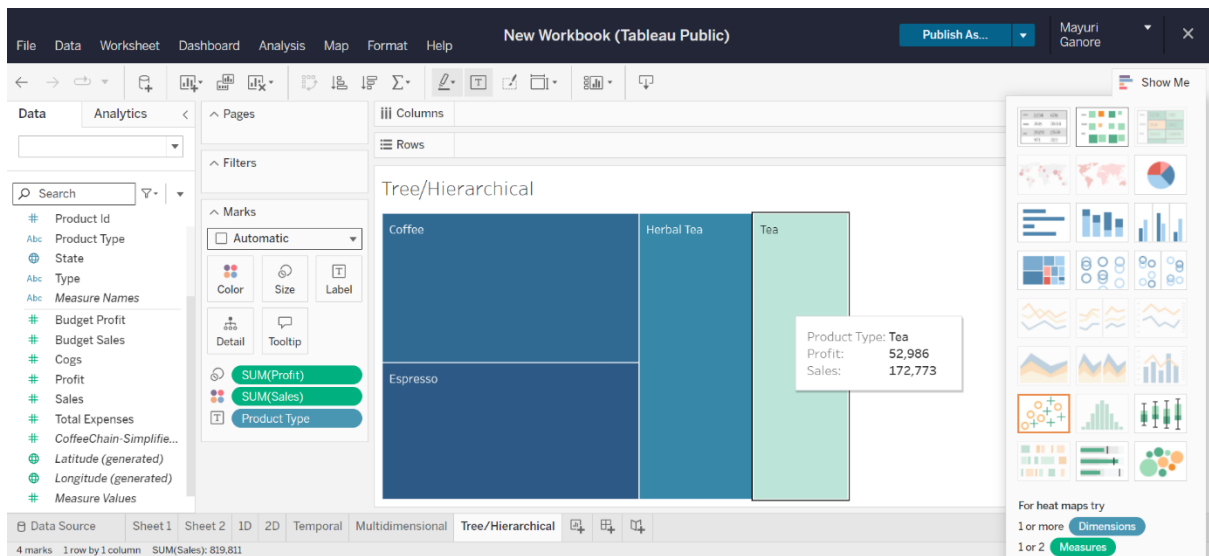 New Workbook (Tableau Public)
Publish As...
Mayuri
Ganore
File Data Worksheet Dashboard Analysis Map Format Help
Show Me
Data Analytics
Pages
Columns
Rows
Filters
Search
Marks
Automatic
Color Size Label
Detail Tooltip
SUM(Profit)
SUM(Sales)
Product Type
# Product Id
Abc Product Type
State
Abc Type
Abc Measure Names
# Budget Profit
# Budget Sales
# Cogs
# Profit
# Sales
# Total Expenses
# CoffeeChain-Simplifie...
Latitude (generated)
Longitude (generated)
# Measure Values
Tree/Hierarchical
Coffee
Herbal Tea
Tea
Espresso
Product Type: Tea
Profit: 52,986
Sales: 172,773
For heat maps try
1 or more Dimensions
1 or 2 Measures
Data Source Sheet 1 Sheet 2 1D 2D Temporal Multidimensional Tree/Hierarchical
4 marks 1 row by 1 column SUM(Sales): 819,811